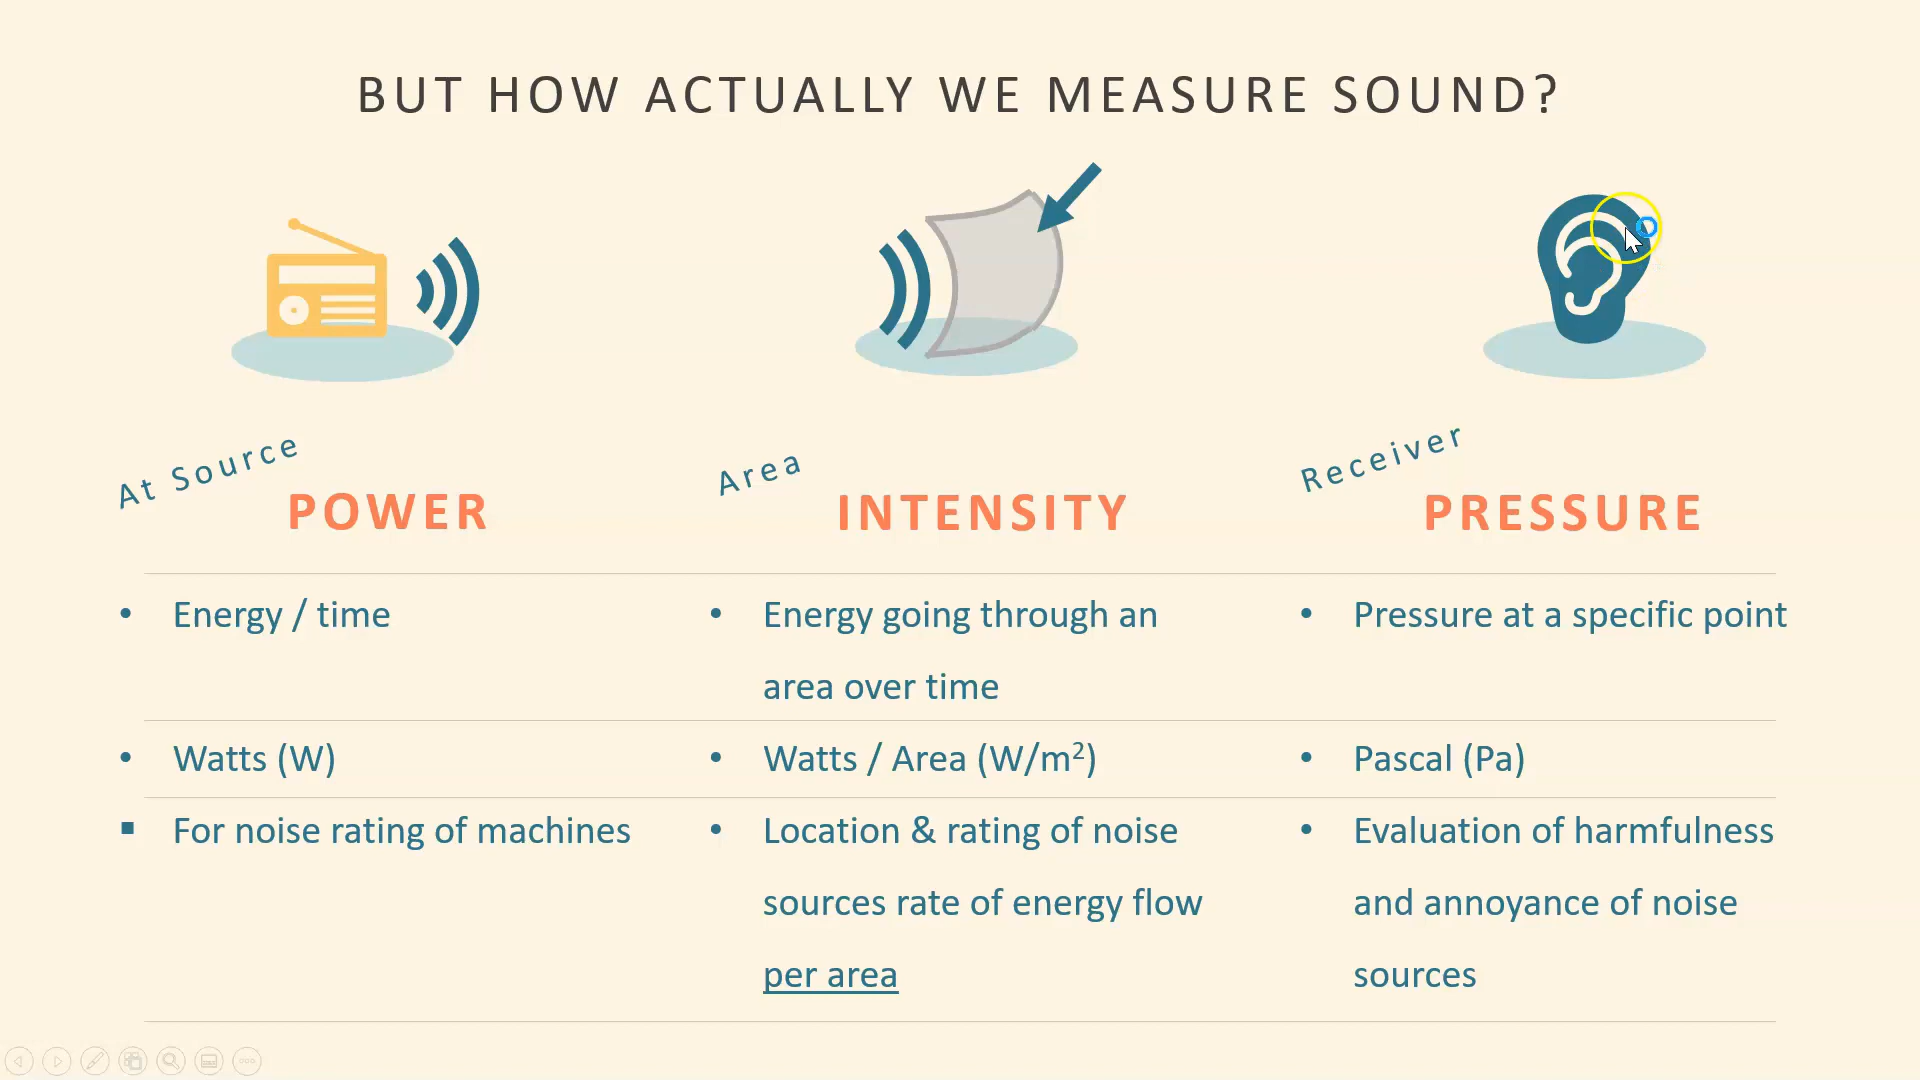 BUT HOW ACTUALLY WE MEASURE SOUND?
At Source
POWER
• Energy / time
• Watts (W)
▪ For noise rating of machines
Area
INTENSITY
• Energy going through an
area over time
• Watts / Area (W/m²)
• Location & rating of noise
sources rate of energy flow
per area
Receiver
PRESSURE
• Pressure at a specific point
• Pascal (Pa)
• Evaluation of harmfulness
and annoyance of noise
sources